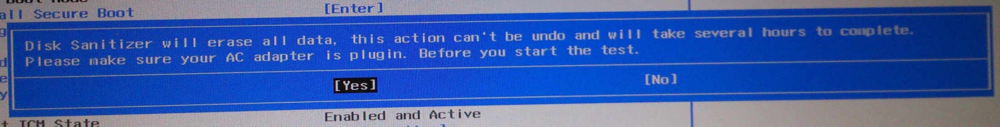 all Secure Boot [Enter]
Disk Sanitizer will erase all data, this action can't be undo and will take several hours to complete.
Please make sure your AC adapter is plugin. Before you start the test.
[Yes] [No]
Enabled and Active
t TCM State